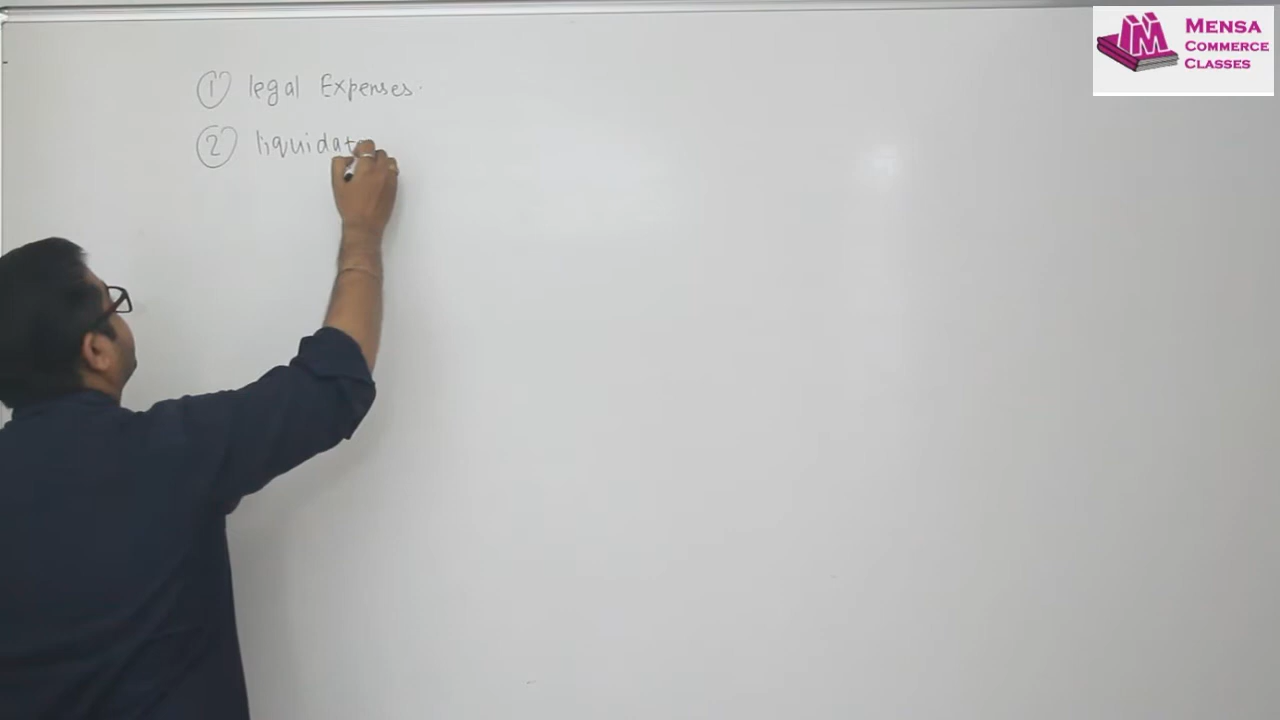 ① legal Expenses.
② liquidat
MENSA
COMMERCE
CLASSES